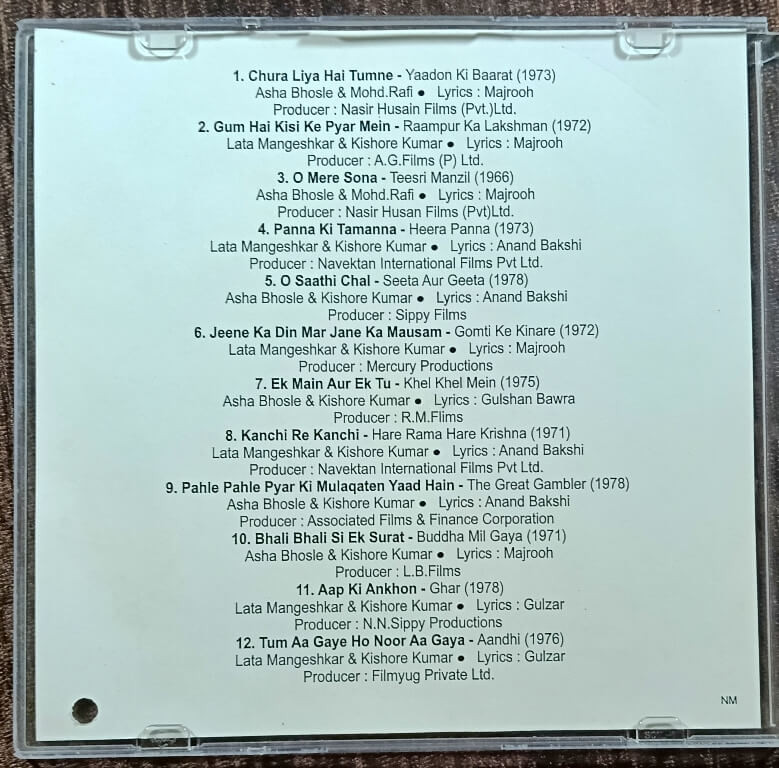 1. Chura Liya Hai Tumne - Yaadon Ki Baarat (1973)
Asha Bhosle & Mohd.Rafi ● Lyrics : Majrooh
Producer : Nasir Husain Films (Pvt.)Ltd.
2. Gum Hai Kisi Ke Pyar Mein - Raampur Ka Lakshman (1972)
Lata Mangeshkar & Kishore Kumar ● Lyrics : Majrooh
Producer : A.G.Films (P) Ltd.
3. O Mere Sona - Teesri Manzil (1966)
Asha Bhosle & Mohd.Rafi ● Lyrics : Majrooh
Producer : Nasir Husan Films (Pvt)Ltd.
4. Panna Ki Tamanna - Heera Panna (1973)
Lata Mangeshkar & Kishore Kumar ● Lyrics : Anand Bakshi
Producer : Navektan International Films Pvt Ltd.
5. O Saathi Chal - Seeta Aur Geeta (1978)
Asha Bhosle & Kishore Kumar ● Lyrics : Anand Bakshi
Producer : Sippy Films
6. Jeene Ka Din Mar Jane Ka Mausam - Gomti Ke Kinare (1972)
Lata Mangeshkar & Kishore Kumar ● Lyrics : Majrooh
Producer : Mercury Productions
7. Ek Main Aur Ek Tu - Khel Khel Mein (1975)
Asha Bhosle & Kishore Kumar ● Lyrics : Gulshan Bawra
Producer : R.M.Flims
8. Kanchi Re Kanchi - Hare Rama Hare Krishna (1971)
Lata Mangeshkar & Kishore Kumar ● Lyrics : Anand Bakshi
Producer : Navektan International Films Pvt Ltd.
9. Pahle Pahle Pyar Ki Mulaqaten Yaad Hain - The Great Gambler (1978)
Asha Bhosle & Kishore Kumar ● Lyrics : Anand Bakshi
Producer : Associated Films & Finance Corporation
10. Bhali Bhali Si Ek Surat - Buddha Mil Gaya (1971)
Asha Bhosle & Kishore Kumar ● Lyrics : Majrooh
Producer : L.B.Films
11. Aap Ki Ankhon - Ghar (1978)
Lata Mangeshkar & Kishore Kumar ● Lyrics : Gulzar
Producer : N.N.Sippy Productions
12. Tum Aa Gaye Ho Noor Aa Gaya - Aandhi (1976)
Lata Mangeshkar & Kishore Kumar ● Lyrics : Gulzar
Producer : Filmyug Private Ltd.
NM